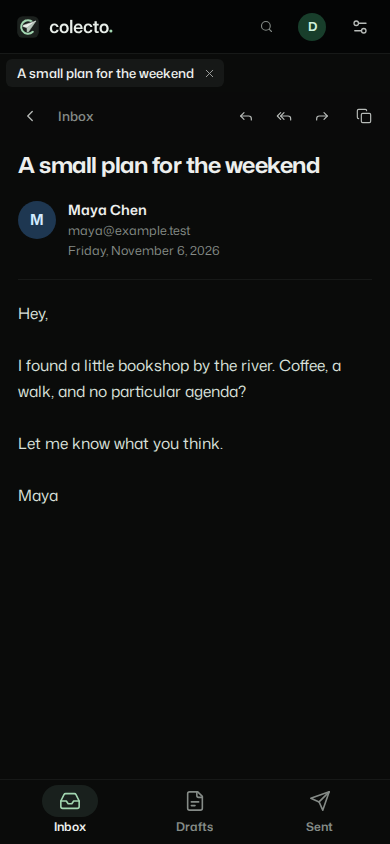 colecto.
D
A small plan for the weekend
Inbox
A small plan for the weekend
M
Maya Chen
maya@example.test
Friday, November 6, 2026
Hey,
I found a little bookshop by the river. Coffee, a
walk, and no particular agenda?
Let me know what you think.
Maya
Inbox
Drafts
Sent